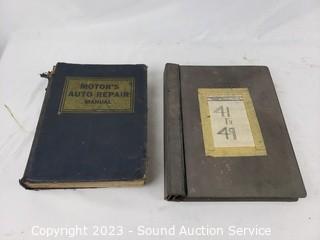 MOTOR'S
AUTO REPAIR
MANUAL
41
To
49
Copyright 2023 - Sound Auction Service